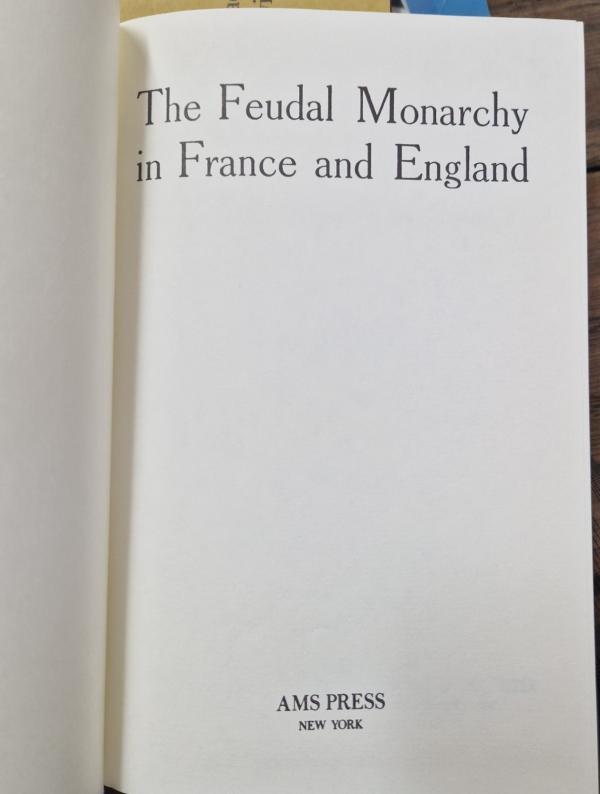 The Feudal Monarchy
in France and England
AMS PRESS
NEW YORK